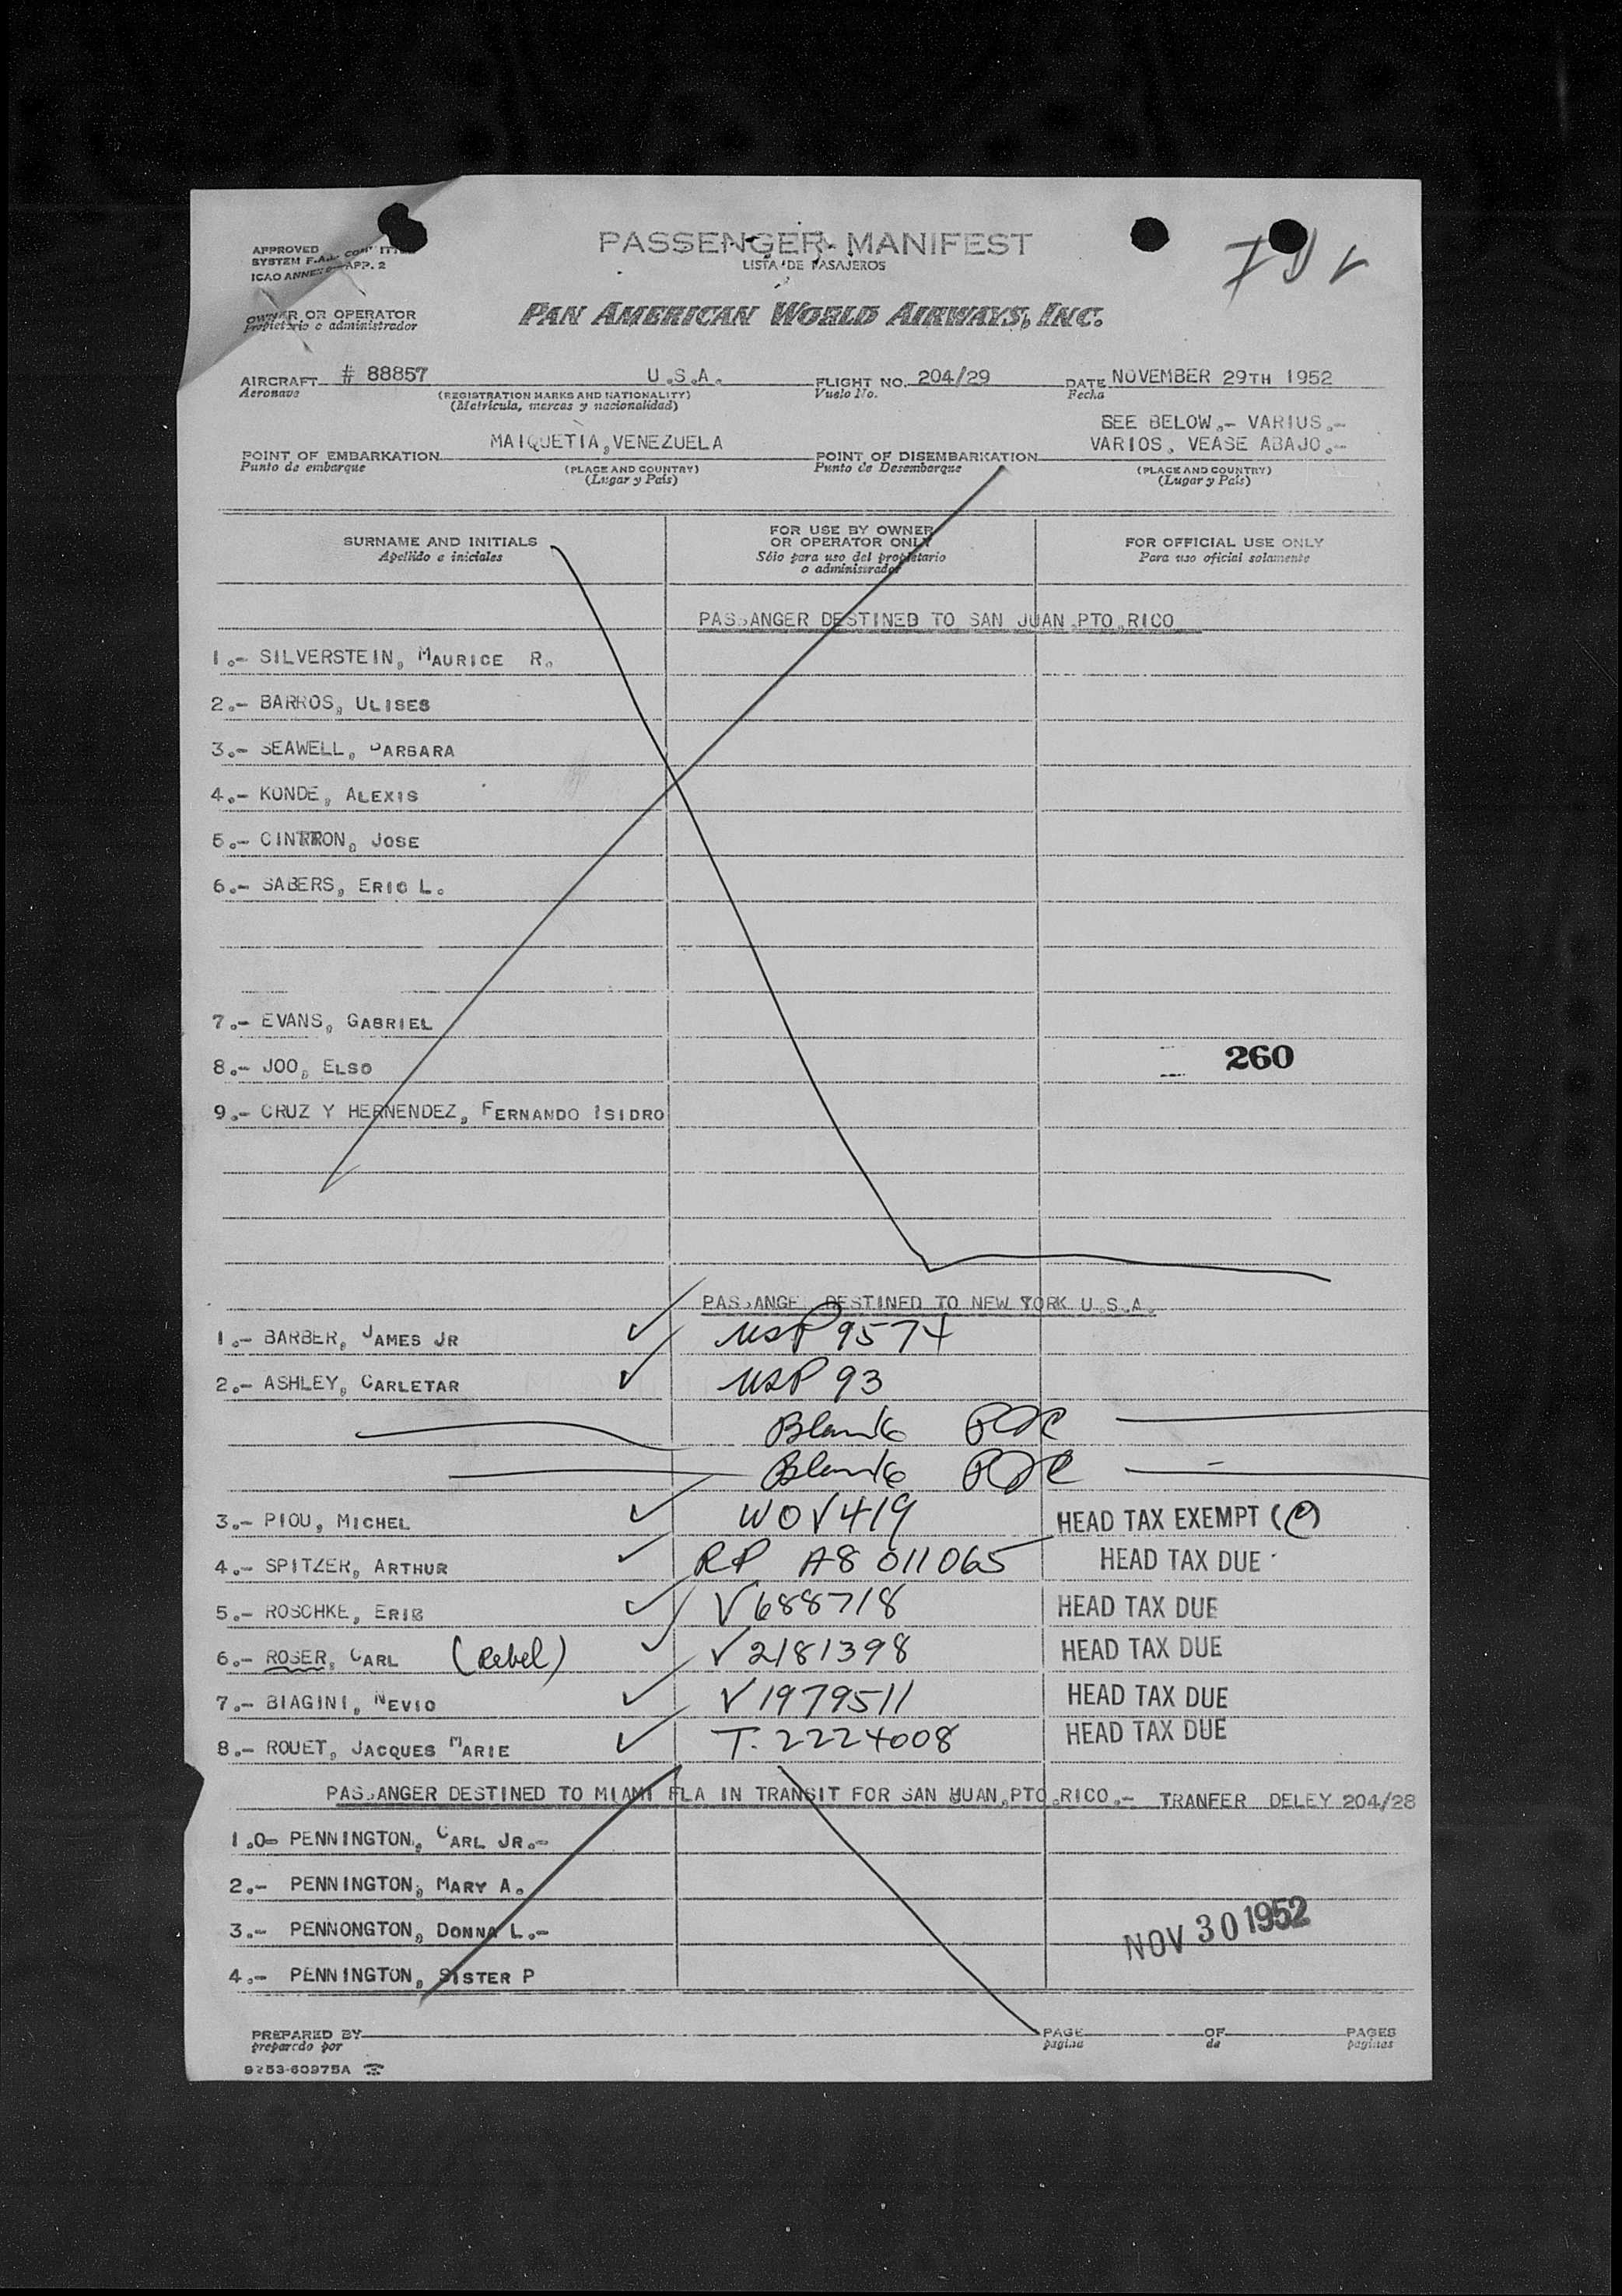 PASSENGER MANIFEST
LISTA DE PASAJEROS
APPROVED
SYSTEM F.A.L.
ICAO ANNEX APP. 2
OWNER OR OPERATOR
Propietario o administrador
PAN AMERICAN WORLD AIRWAYS, INC.
AIRCRAFT # 88857 U.S.A. FLIGHT NO. 204/29 DATE NOVEMBER 29TH 1952
Aeronave (REGISTRATION MARKS AND NATIONALITY) Vuelo No. Fecha
(Matricula, marcas y nacionalidad)
SEE BELOW.- VARIUS.-
MAIQUETIA, VENEZUELA VARIOS, VEASE ABAJO.-
POINT OF EMBARKATION POINT OF DISEMBARKATION
Punto de embarque (PLACE AND COUNTRY) Punto de Desembarque (PLACE AND COUNTRY)
(Lugar y País) (Lugar y País)
SURNAME AND INITIALS FOR USE BY OWNER OR OPERATOR ONLY FOR OFFICIAL USE ONLY
Apellido e iniciales Sólo para uso del propietario o administrador Para uso oficial solamente
PASSANGER DESTINED TO SAN JUAN.PTO.RICO
1.- SILVERSTEIN, MAURICE R.
2.- BARROS, ULISES
3.- SEAWELL, BARBARA
4.- KONDE, ALEXIS
5.- CINTRON, JOSE
6.- SABERS, ERIC L.
7.- EVANS, GABRIEL
8.- JOO, ELSO 260
9.- CRUZ Y HERNENDEZ, FERNANDO ISIDRO
PASSANGE DESTINED TO NEW YORK U.S.A.
1.- BARBER, JAMES JR USP 9574
2.- ASHLEY, CARLETAR USP 93
Blank
Blank
3.- PIOU, MICHEL WOV419 HEAD TAX EXEMPT (C)
4.- SPITZER, ARTHUR RP A8 011065 HEAD TAX DUE
5.- ROSCHKE, ERIC V688718 HEAD TAX DUE
6.- ROSER, CARL (Rebel) V2181398 HEAD TAX DUE
7.- BIAGINI, NEVIO V1979511 HEAD TAX DUE
8.- ROUET, JACQUES MARIE T. 2224008 HEAD TAX DUE
PASSANGER DESTINED TO MIAMI FLA IN TRANSIT FOR SAN JUAN.PTO.RICO.- TRANFER DELEY 204/28
1.0- PENNINGTON, CARL JR.-
2.- PENNINGTON, MARY A.
3.- PENNONGTON, DONNA L.-
4.- PENNINGTON, SISTER P
NOV 30 1952
PREPARED BY PAGE OF PAGES
preparedo por pagina de paginas
9253-60975A